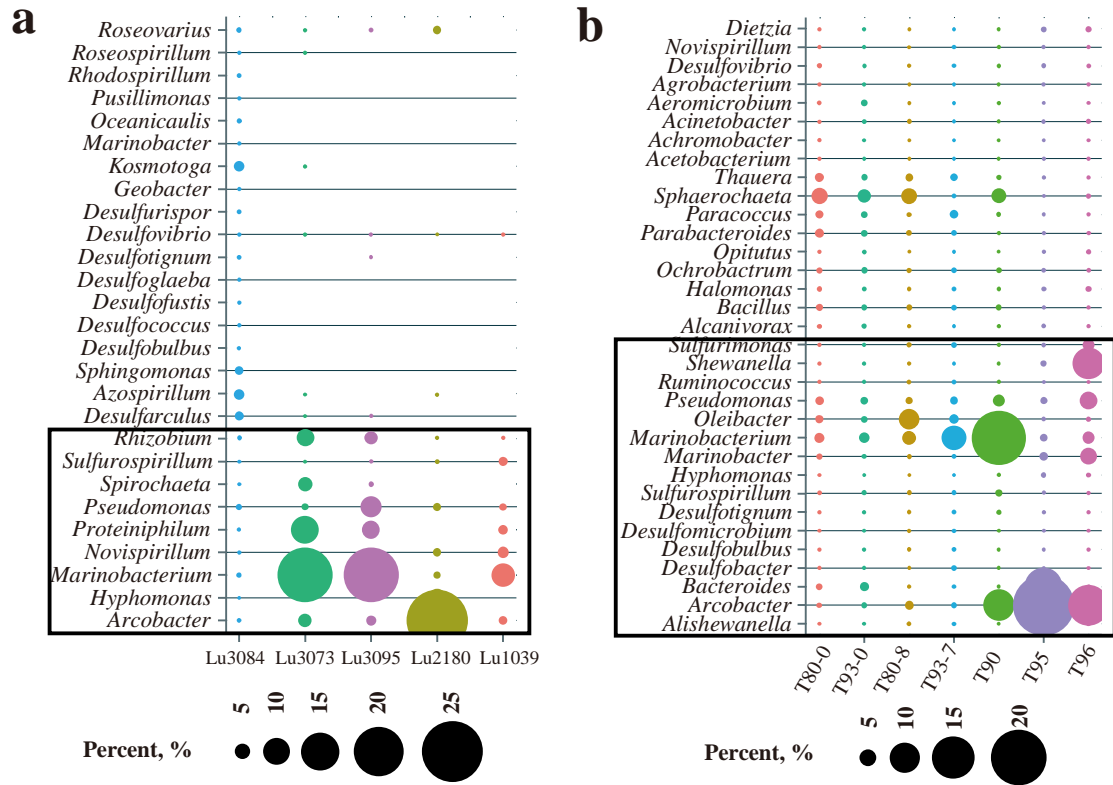 a
Roseovarius
Roseospirillum
Rhodospirillum
Pusillimonas
Oceanicaulis
Marinobacter
Kosmotoga
Geobacter
Desulfurispor
Desulfovibrio
Desulfotignum
Desulfoglaeba
Desulfofustis
Desulfococcus
Desulfobulbus
Sphingomonas
Azospirillum
Desulfarculus
Rhizobium
Sulfurospirillum
Spirochaeta
Pseudomonas
Proteiniphilum
Novispirillum
Marinobacterium
Hyphomonas
Arcobacter
Lu3084 Lu3073 Lu3095 Lu2180 Lu1039
5 10 15 20 25
Percent, %
b
Dietzia
Novispirillum
Desulfovibrio
Agrobacterium
Aeromicrobium
Acinetobacter
Achromobacter
Acetobacterium
Thauera
Sphaerochaeta
Paracoccus
Parabacteroides
Opitutus
Ochrobactrum
Halomonas
Bacillus
Alcanivorax
Sulfurimonas
Shewanella
Ruminococcus
Pseudomonas
Oleibacter
Marinobacterium
Marinobacter
Hyphomonas
Sulfurospirillum
Desulfotignum
Desulfomicrobium
Desulfobulbus
Desulfobacter
Bacteroides
Arcobacter
Alishewanella
T80-0 T93-0 T80-8 T93-7 T90 T95 T96
5 10 15 20
Percent, %